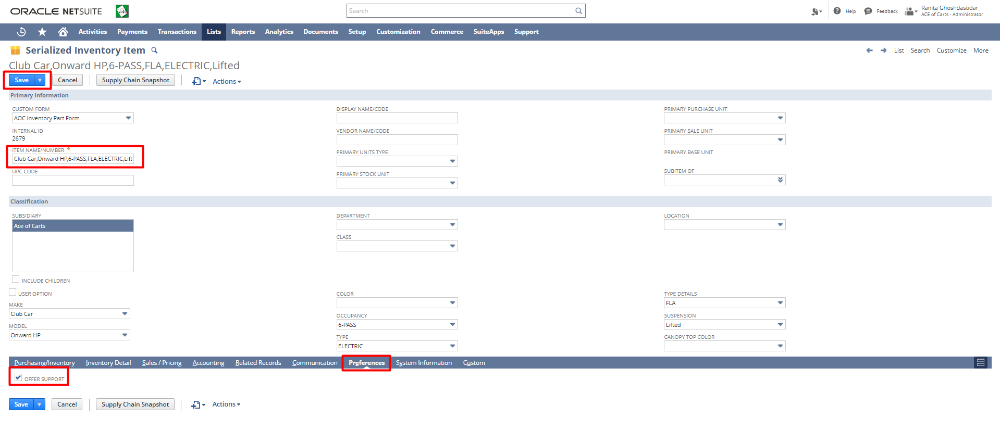 ORACLE NETSUITE
Search
Help
Feedback
Ranita Ghoshdastidar
ACE of Carts - Administrator
Activities Payments Transactions Lists Reports Analytics Documents Setup Customization Commerce SuiteApps Support
Serialized Inventory Item
List Search Customize More
Club Car,Onward HP,6-PASS,FLA,ELECTRIC,Lifted
Save Cancel Supply Chain Snapshot Actions
Primary Information
CUSTOM FORM
AOC Inventory Part Form
INTERNAL ID
2679
ITEM NAME/NUMBER *
Club Car,Onward HP,6-PASS,FLA,ELECTRIC,Lift
UPC CODE
DISPLAY NAME/CODE
VENDOR NAME/CODE
PRIMARY UNITS TYPE
PRIMARY STOCK UNIT
PRIMARY PURCHASE UNIT
PRIMARY SALE UNIT
PRIMARY BASE UNIT
SUBITEM OF
Classification
SUBSIDIARY
Ace of Carts
INCLUDE CHILDREN
DEPARTMENT
CLASS
LOCATION
USER OPTION
MAKE
Club Car
MODEL
Onward HP
COLOR
OCCUPANCY
6-PASS
TYPE
ELECTRIC
TYPE DETAILS
FLA
SUSPENSION
Lifted
CANOPY TOP COLOR
Purchasing/Inventory Inventory Detail Sales / Pricing Accounting Related Records Communication Preferences System Information Custom
OFFER SUPPORT
Save Cancel Supply Chain Snapshot Actions